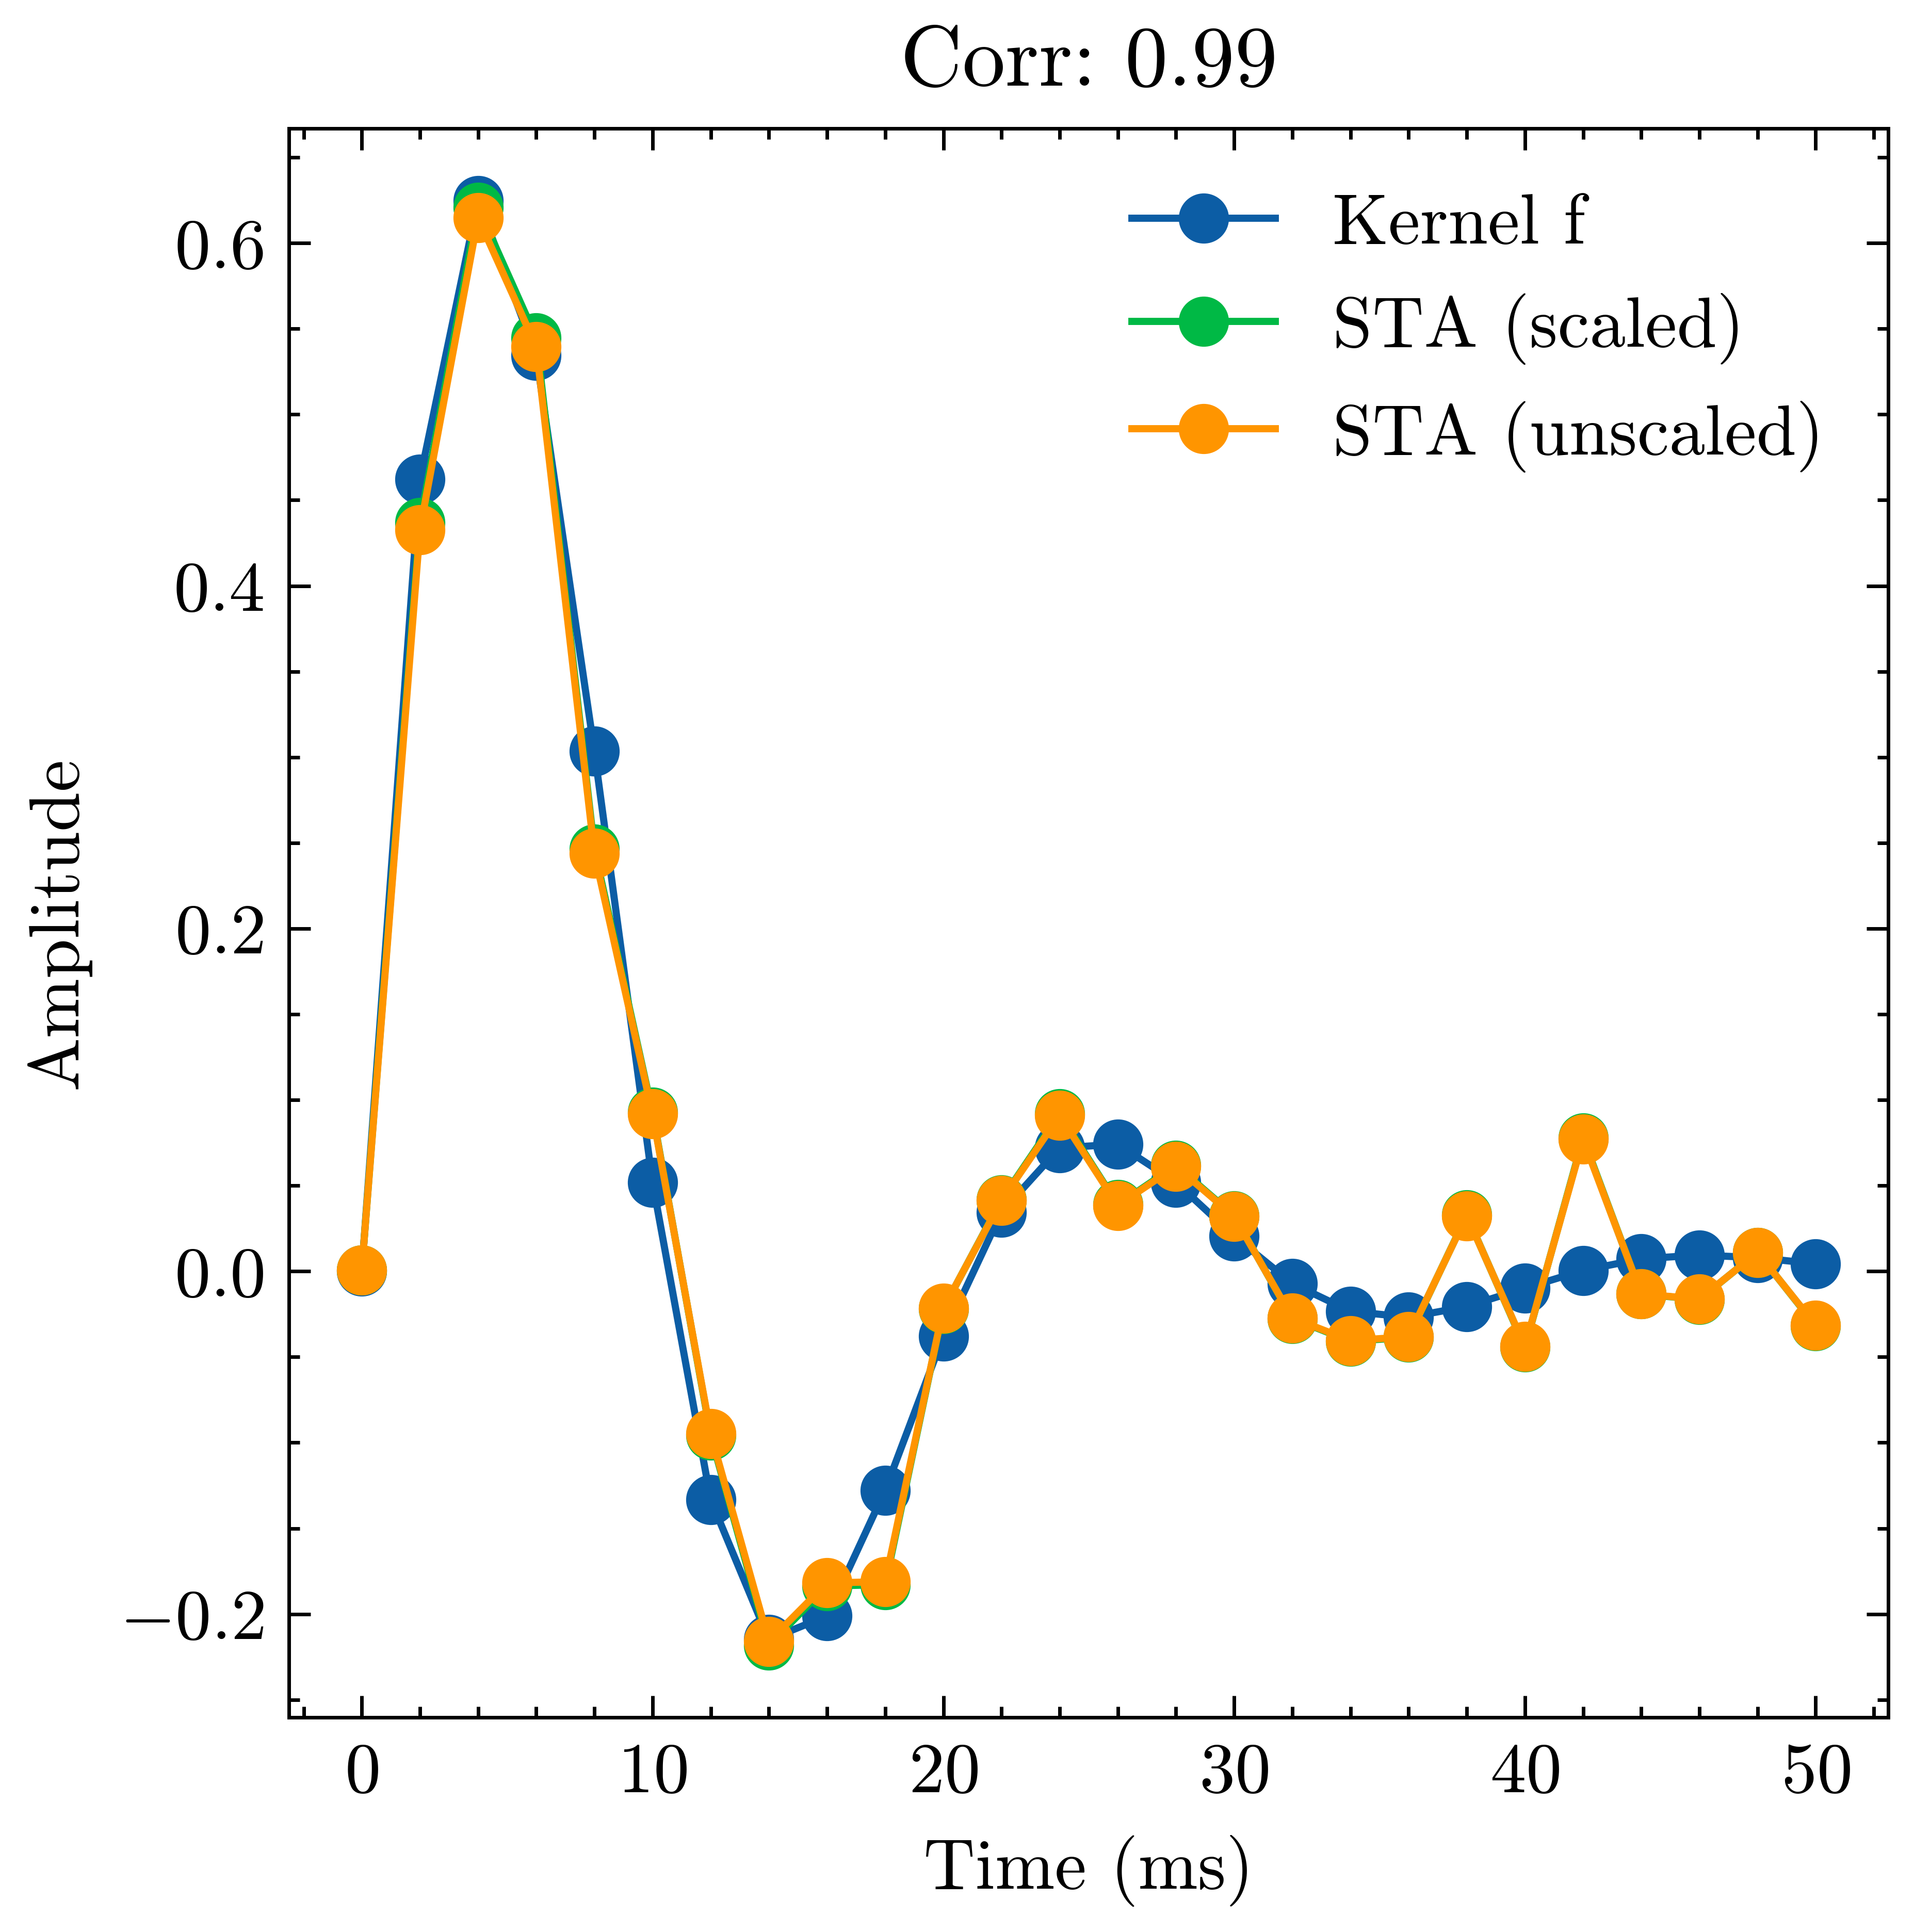 Corr: 0.99
Kernel f
STA (scaled)
STA (unscaled)
Amplitude
0.6
0.4
0.2
0.0
−0.2
0 10 20 30 40 50
Time (ms)